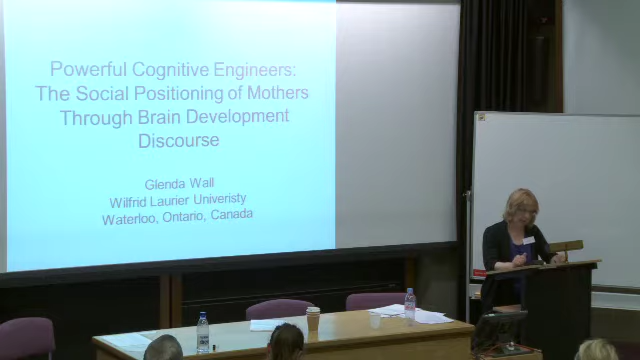 Powerful Cognitive Engineers:
The Social Positioning of Mothers
Through Brain Development
Discourse
Glenda Wall
Wilfrid Laurier Univeristy
Waterloo, Ontario, Canada